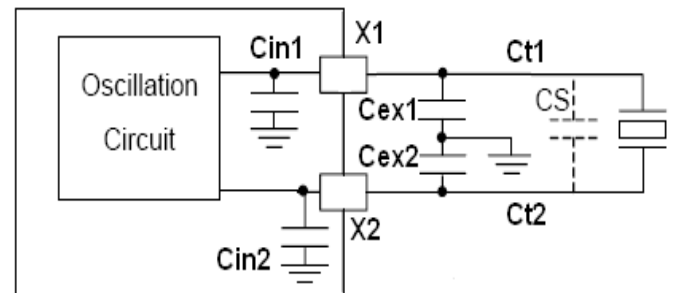 Cin1
X1
Ct1
Oscillation
Circuit
Cex1
CS
Cex2
X2
Ct2
Cin2